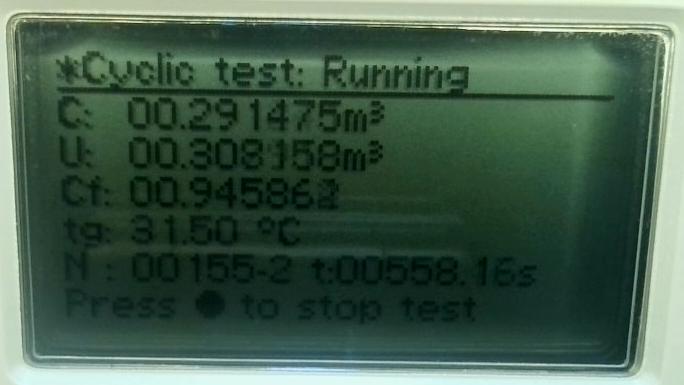 *Cyclic test: Running
C: 00.291475m³
U: 00.308158m³
Cf: 00.945862
tg: 31.50 ºC
N : 00155-2 t:00558.16s
Press ● to stop test